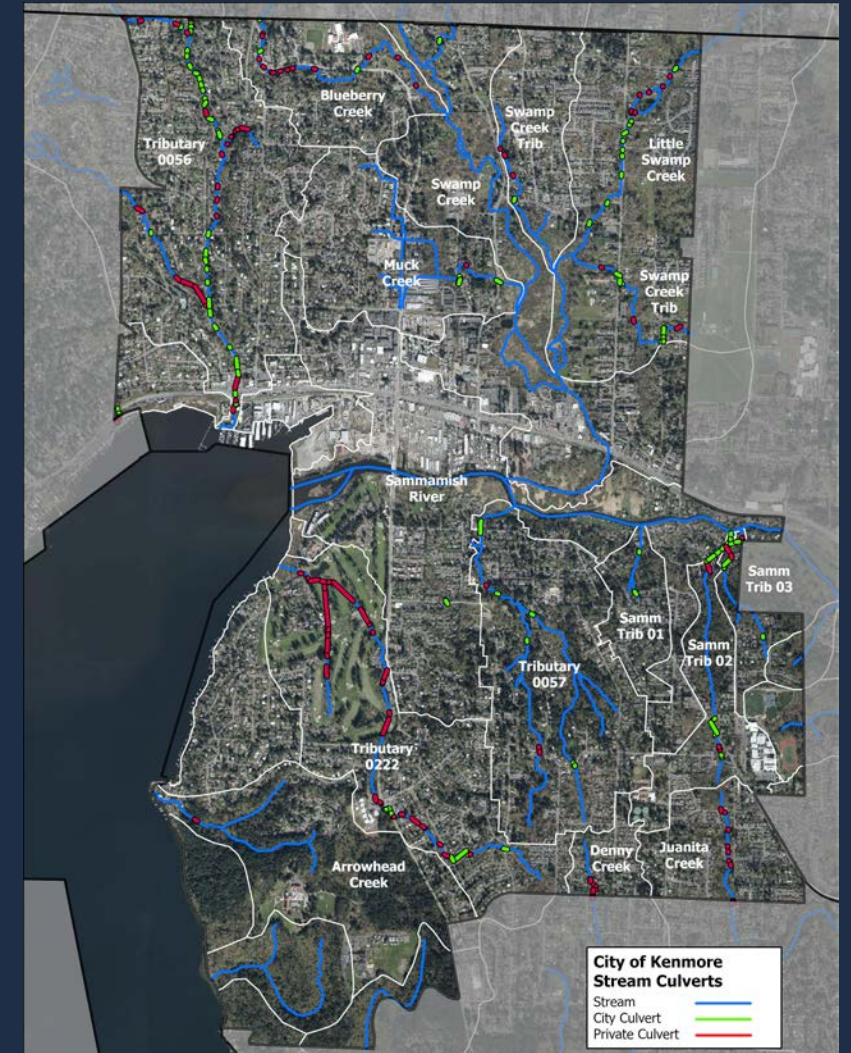 Blueberry
Creek
Swamp
Creek
Trib
Tributary
0056
Little
Swamp
Creek
Swamp
Creek
Muck
Creek
Swamp
Creek
Trib
Sammamish
River
Samm
Trib 03
Samm
Trib 01
Samm
Trib 02
Tributary
0057
Tributary
0222
Arrowhead
Creek
Denny
Creek
Juanita
Creek
City of Kenmore
Stream Culverts
Stream
City Culvert
Private Culvert